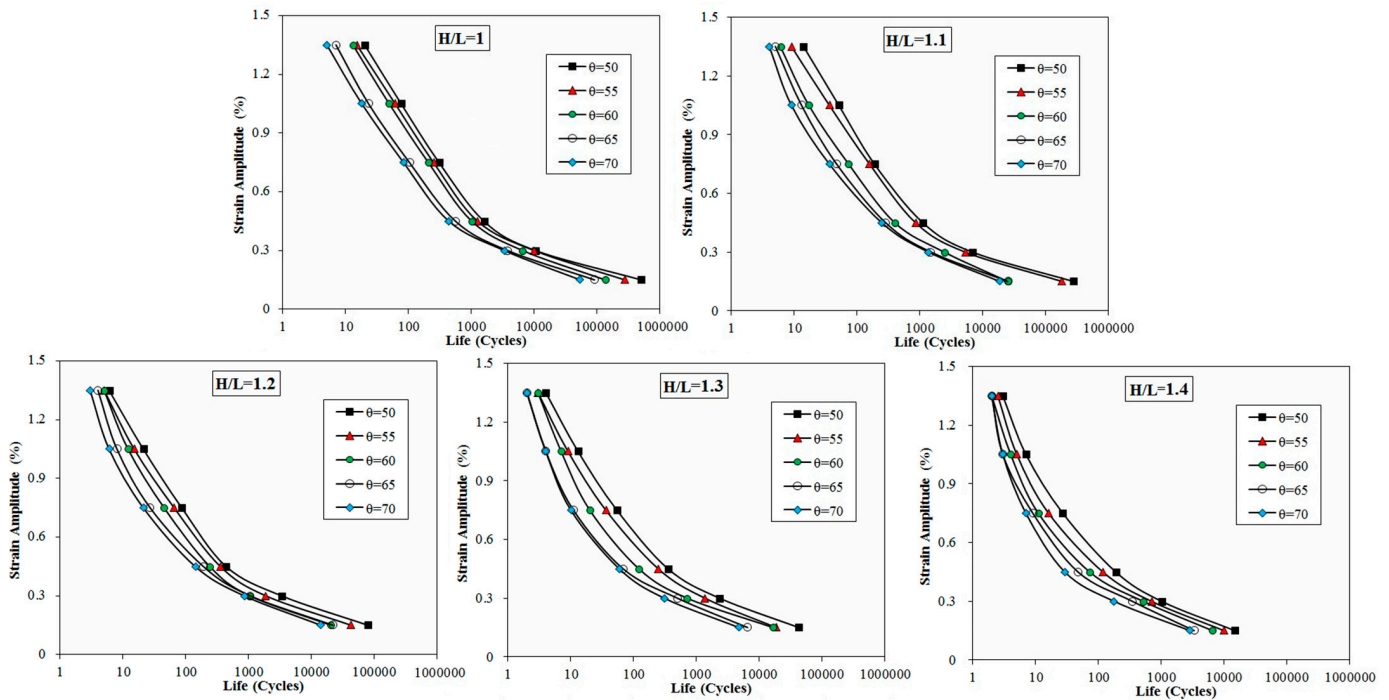 H/L=1
Strain Amplitude (%)
1.5
1.2
0.9
0.6
0.3
0
θ=50
θ=55
θ=60
θ=65
θ=70
1 10 100 1000 10000 100000 1000000
Life (Cycles)
H/L=1.1
Strain Amplitude (%)
1.5
1.2
0.9
0.6
0.3
0
θ=50
θ=55
θ=60
θ=65
θ=70
1 10 100 1000 10000 100000 1000000
Life (Cycles)
H/L=1.2
Strain Amplitude (%)
1.5
1.2
0.9
0.6
0.3
0
θ=50
θ=55
θ=60
θ=65
θ=70
1 10 100 1000 10000 100000 1000000
Life (Cycles)
H/L=1.3
Strain Amplitude (%)
1.5
1.2
0.9
0.6
0.3
0
θ=50
θ=55
θ=60
θ=65
θ=70
1 10 100 1000 10000 100000 1000000
Life (Cycles)
H/L=1.4
Strain Amplitude (%)
1.5
1.2
0.9
0.6
0.3
0
θ=50
θ=55
θ=60
θ=65
θ=70
1 10 100 1000 10000 100000 1000000
Life (Cycles)